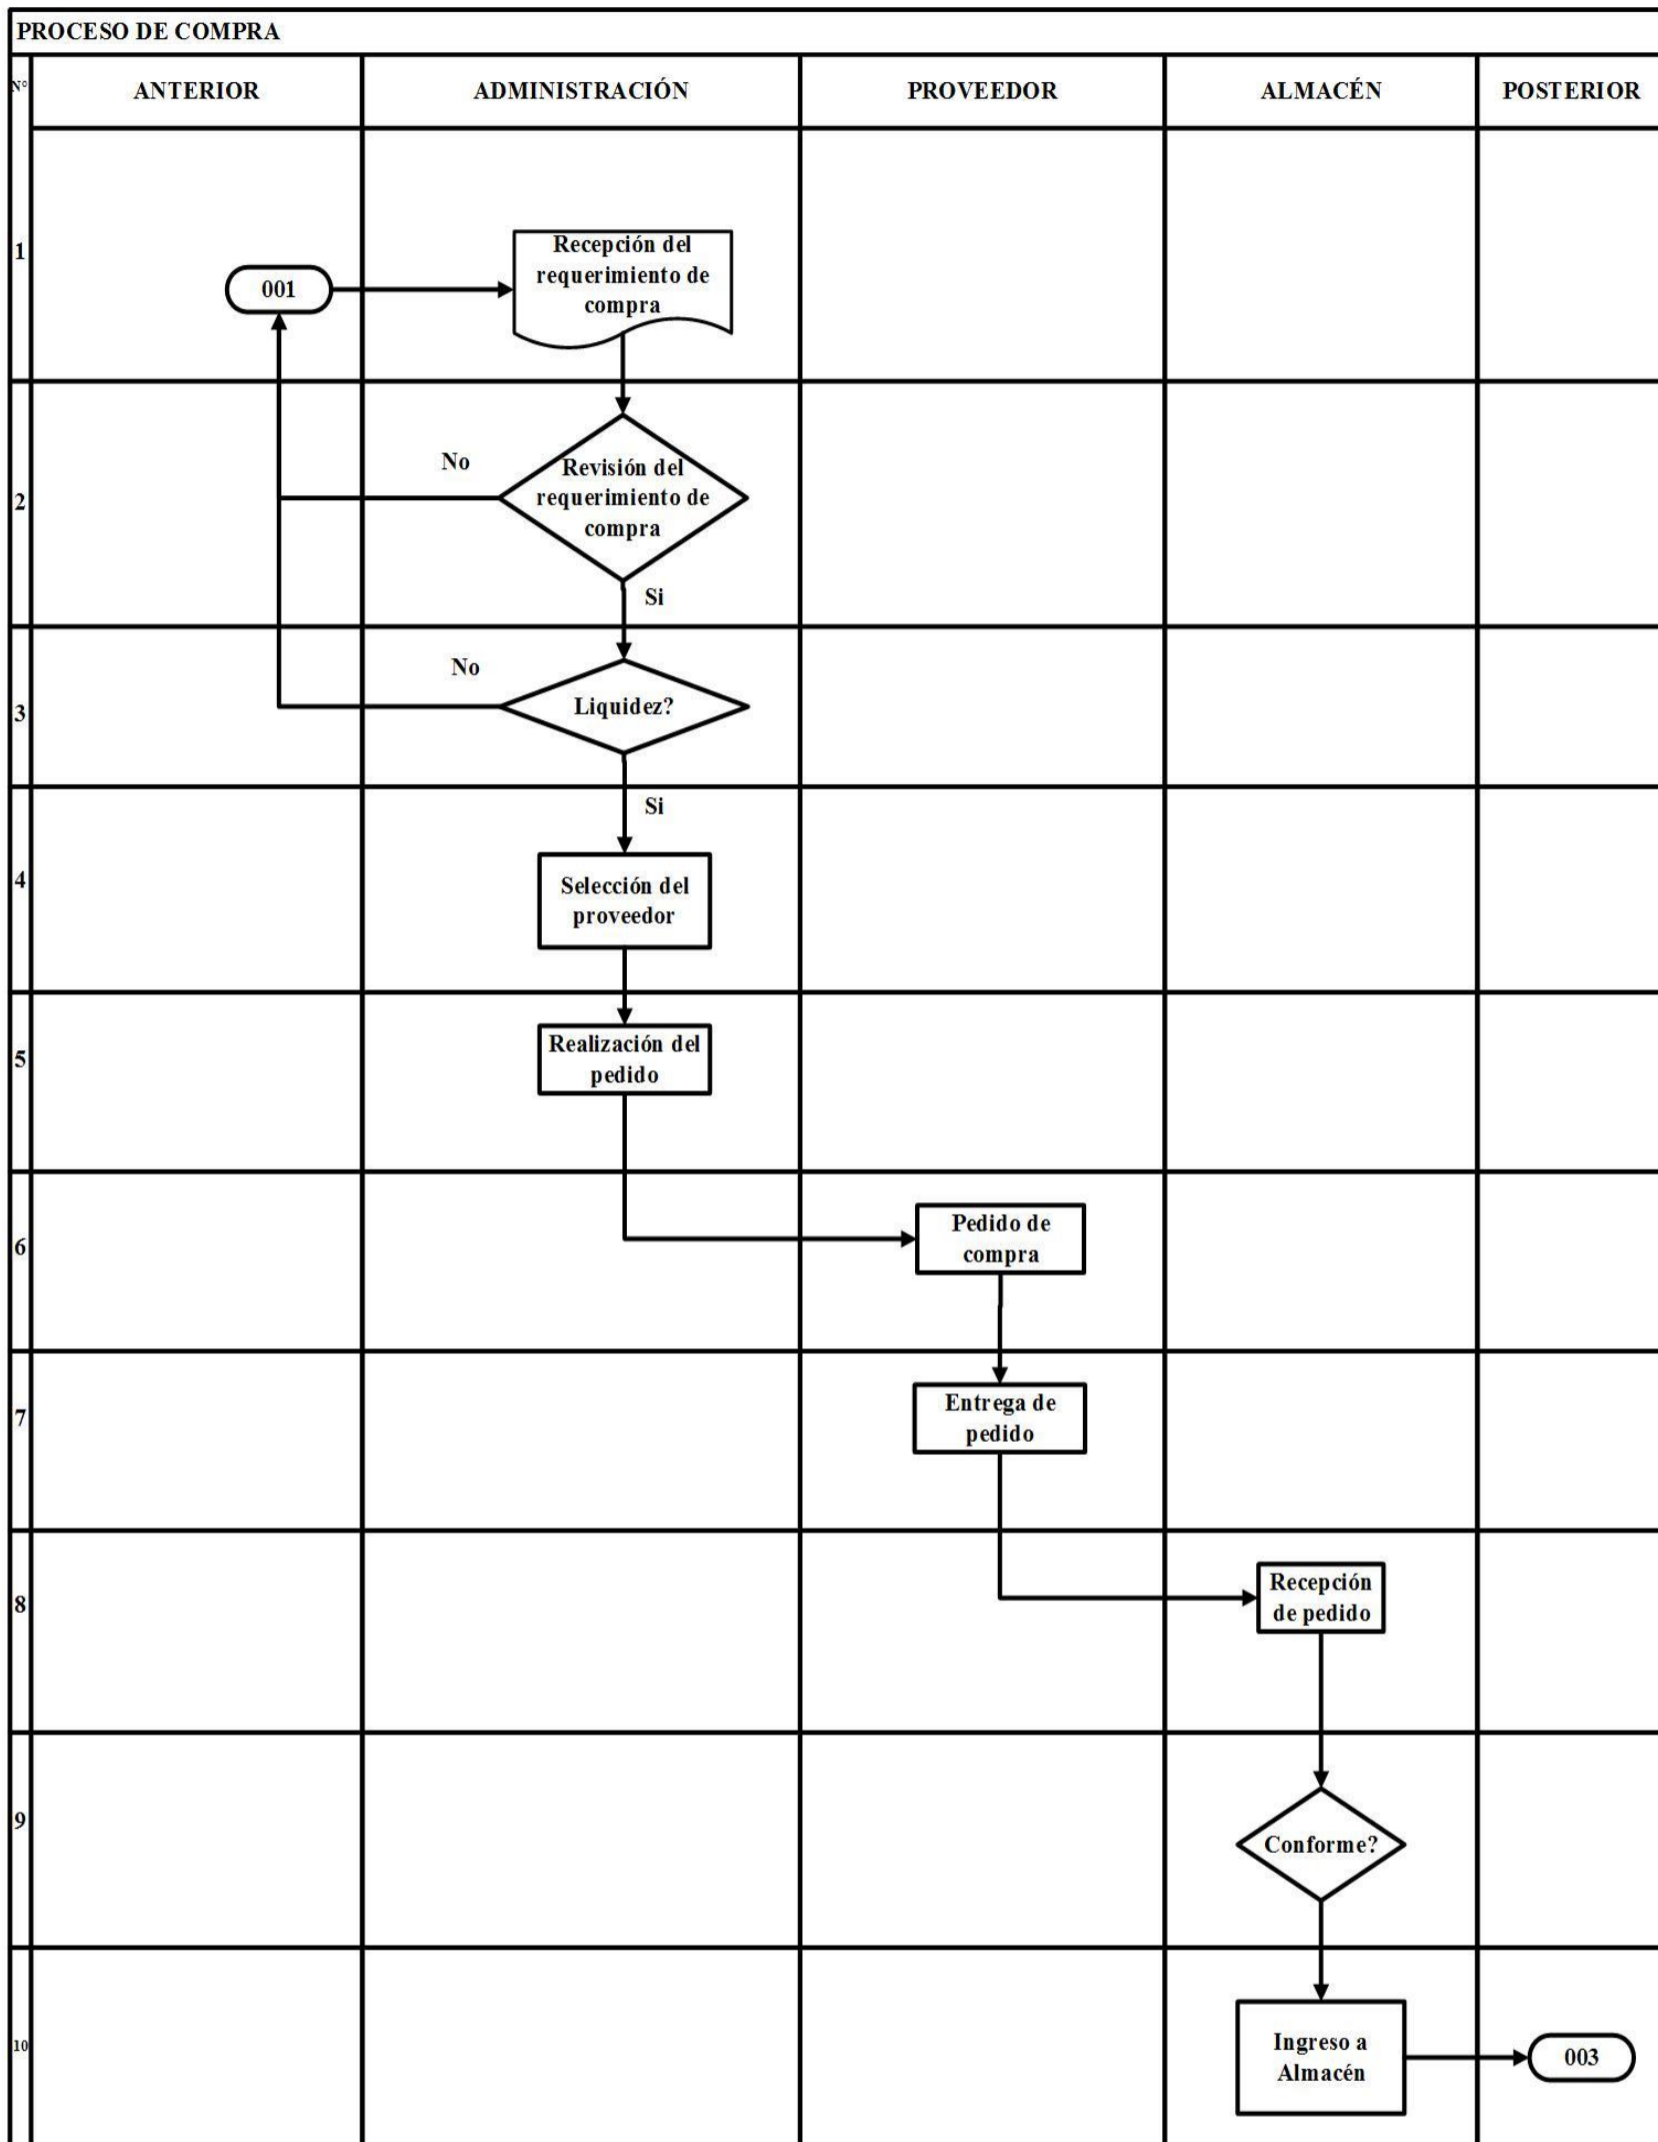 PROCESO DE COMPRA
N°
ANTERIOR
ADMINISTRACIÓN
PROVEEDOR
ALMACÉN
POSTERIOR
1
001
Recepción del
requerimiento de
compra
2
No
Revisión del
requerimiento de
compra
Si
3
No
Liquidez?
Si
4
Selección del
proveedor
5
Realización del
pedido
6
Pedido de
compra
7
Entrega de
pedido
8
Recepción
de pedido
9
Conforme?
10
Ingreso a
Almacén
003